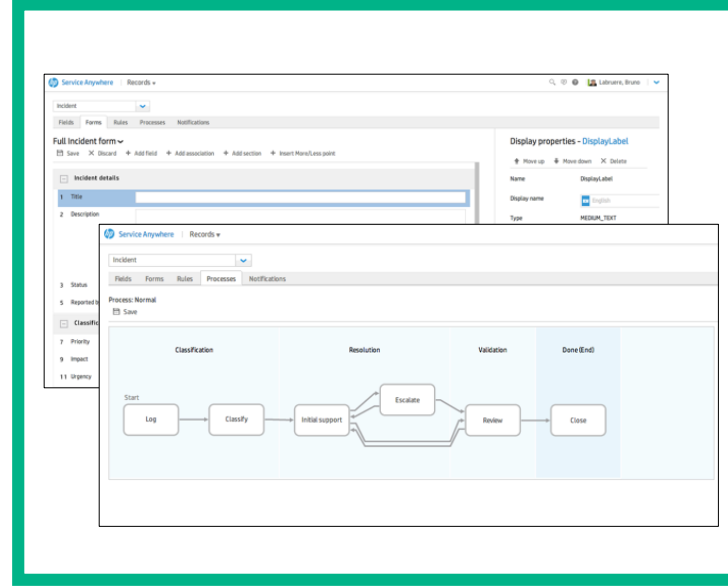 hp Service Anywhere Records Labruere, Bruno
Incident
Fields Forms Rules Processes Notifications
Full Incident form
Save Discard Add field Add association Add section Insert More/Less point
Incident details
1 Title
2 Description
3 Status
5 Reported b
Classific
7 Priority
9 Impact
11 Urgency
Display properties - DisplayLabel
Move up Move down Delete
Name DisplayLabel
Display name English
Type MEDIUM_TEXT
hp Service Anywhere Records
Incident
Fields Forms Rules Processes Notifications
Process: Normal
Save
Classification Resolution Validation Done(End)
Start
Escalate
Log Classify Initial support Review Close